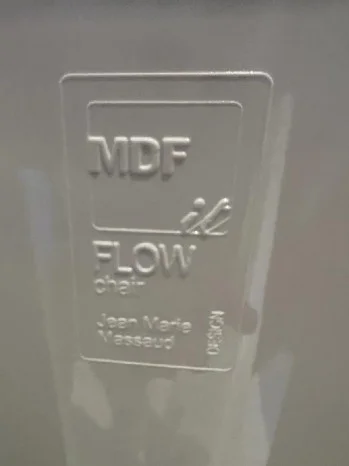 MDF
it
FLOW
chair
Jean Marie
Massaud
DESIGN